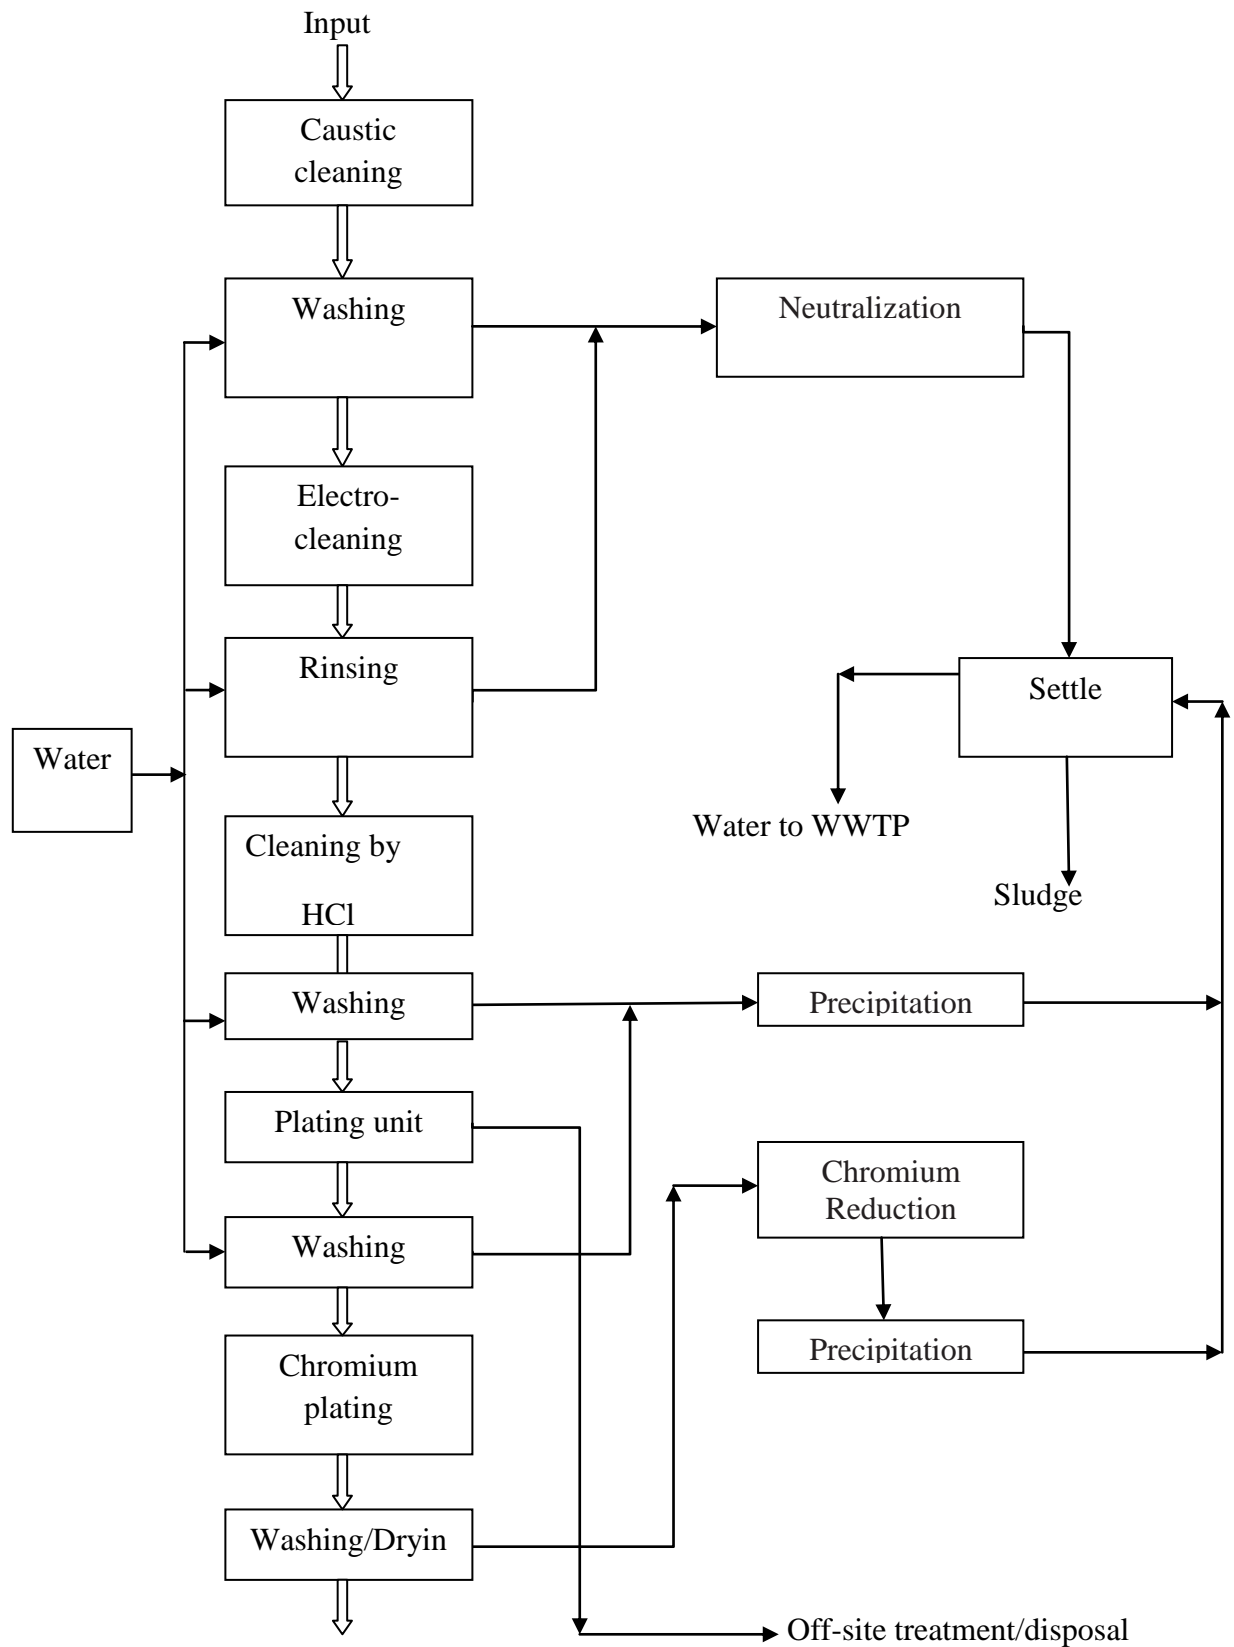 Input
Caustic
cleaning
Washing
Neutralization
Electro-
cleaning
Rinsing
Settle
Water
Water to WWTP
Cleaning by
HCl
Sludge
Washing
Precipitation
Plating unit
Chromium
Reduction
Washing
Precipitation
Chromium
plating
Washing/Dryin
Off-site treatment/disposal